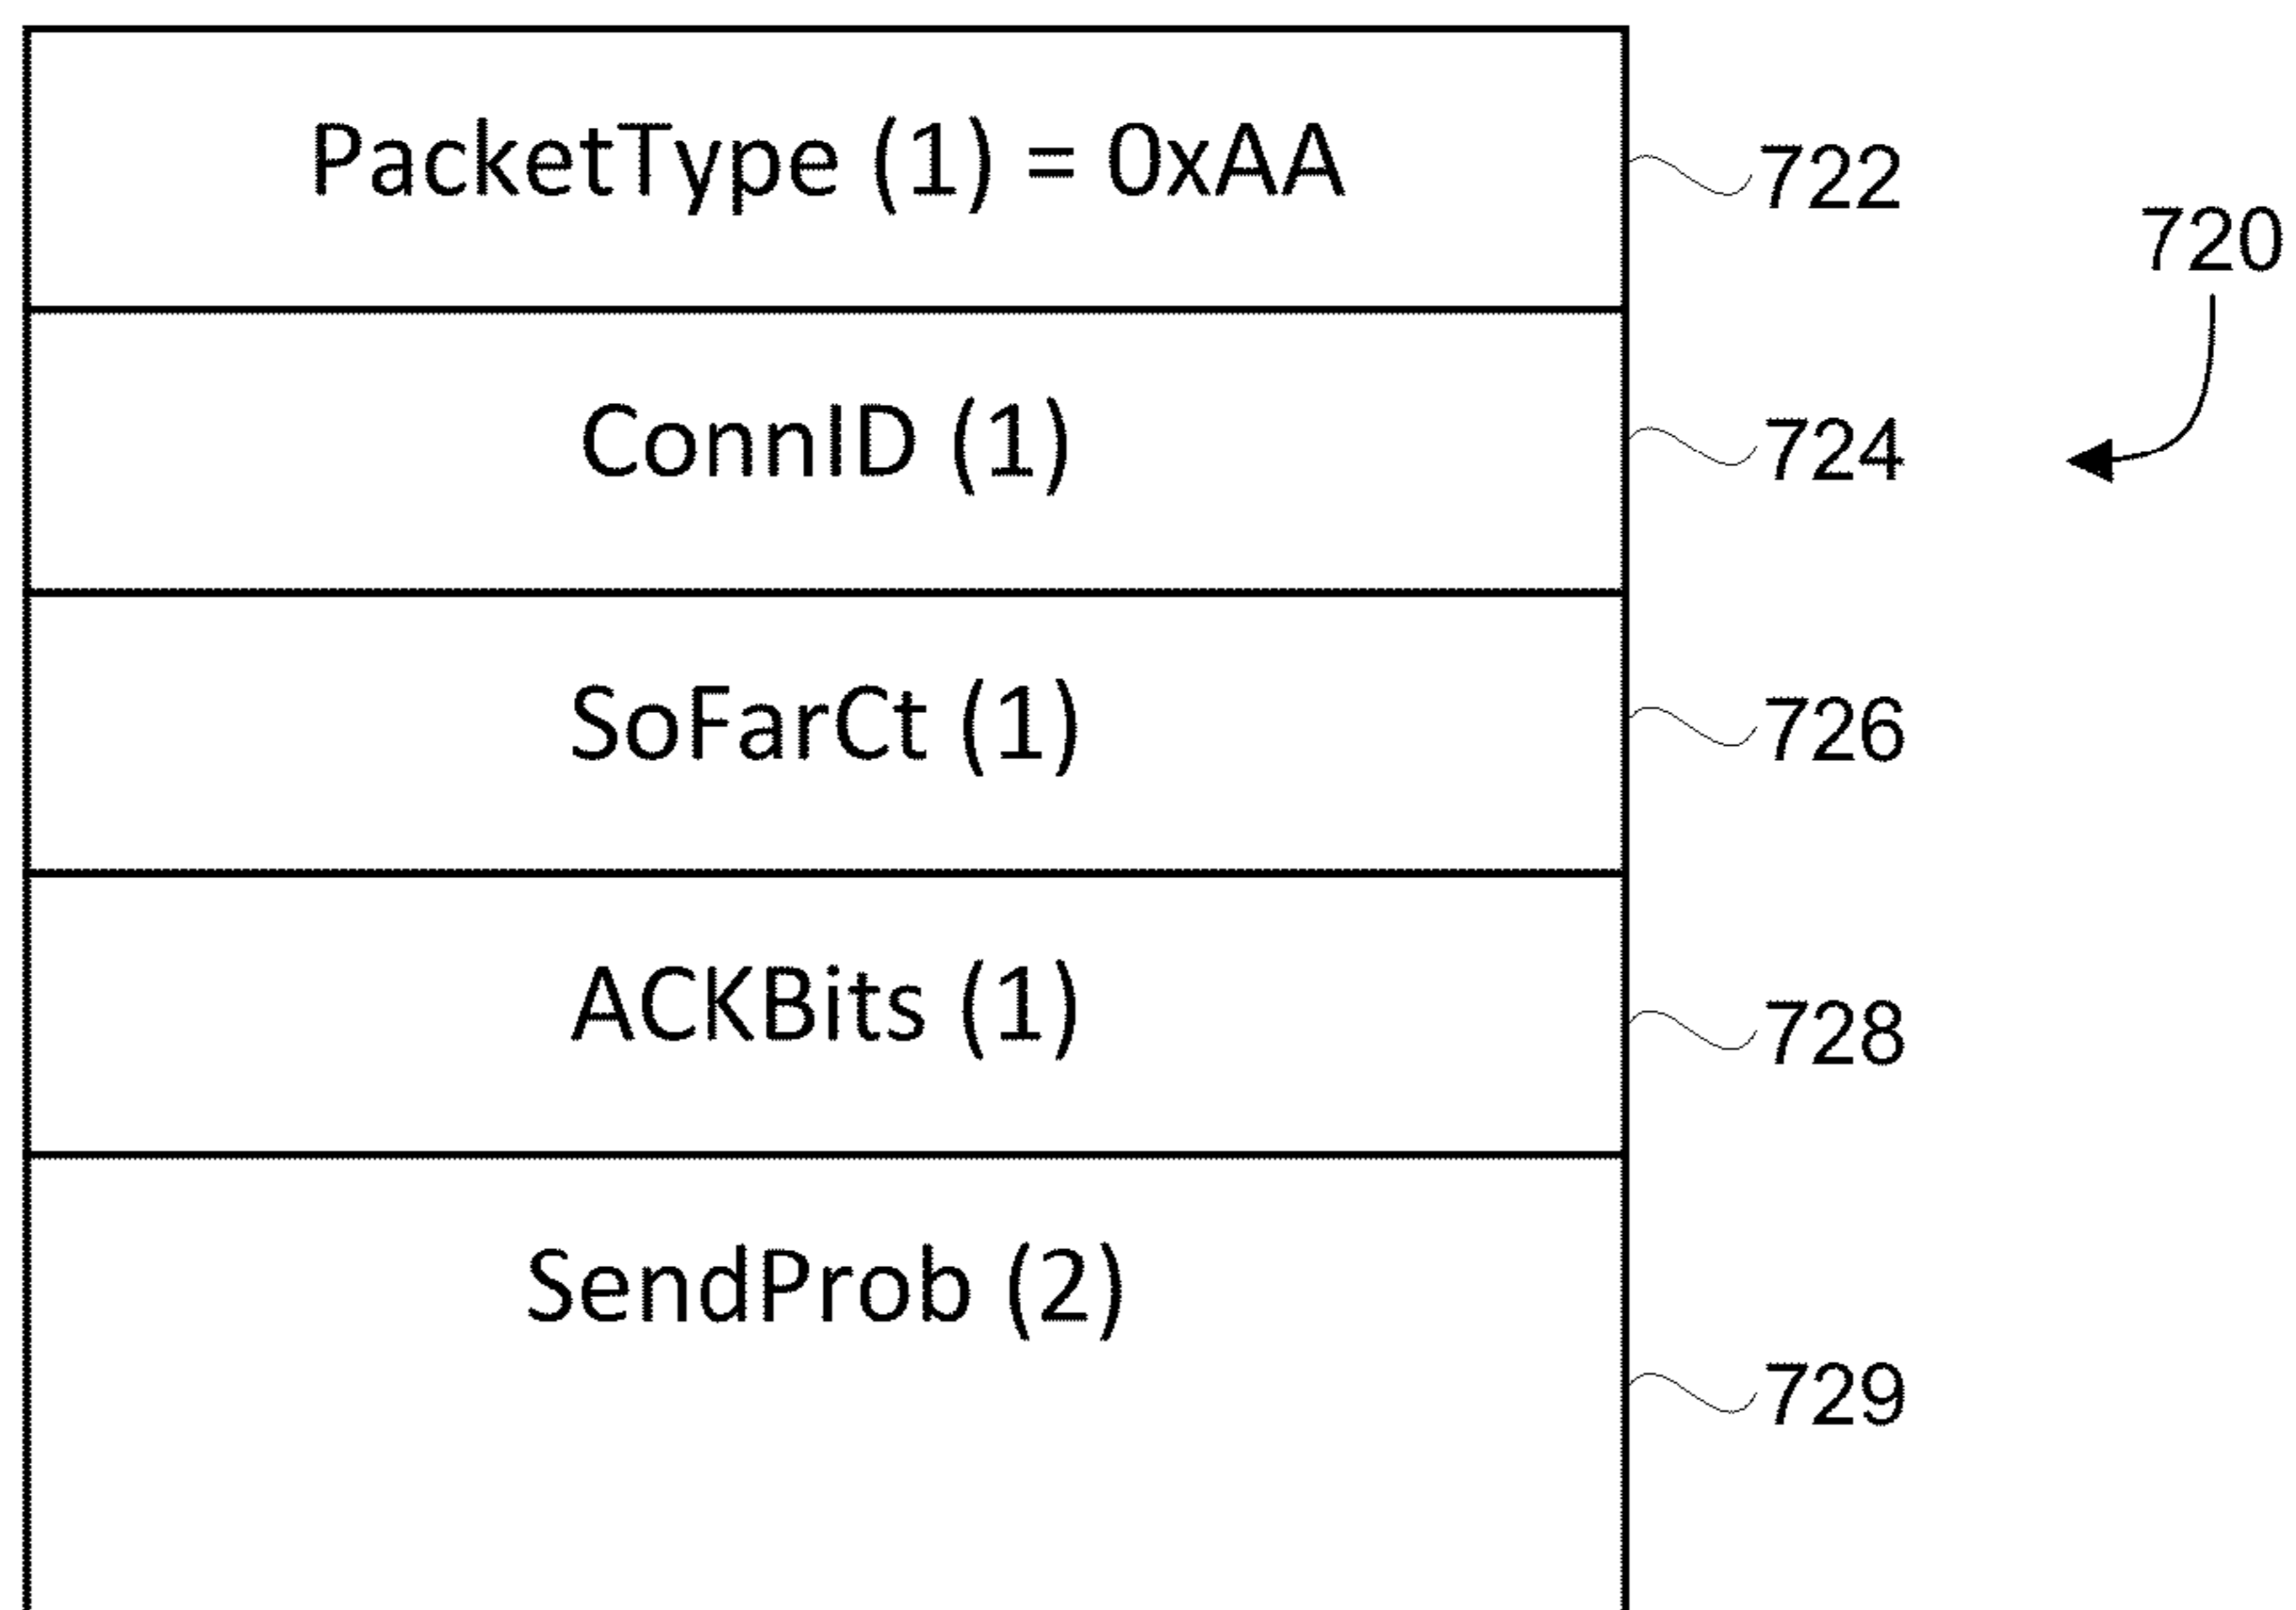 PacketType (1) = 0xAA
722
720
ConnID (1)
724
SoFarCt (1)
726
ACKBits (1)
728
SendProb (2)
729